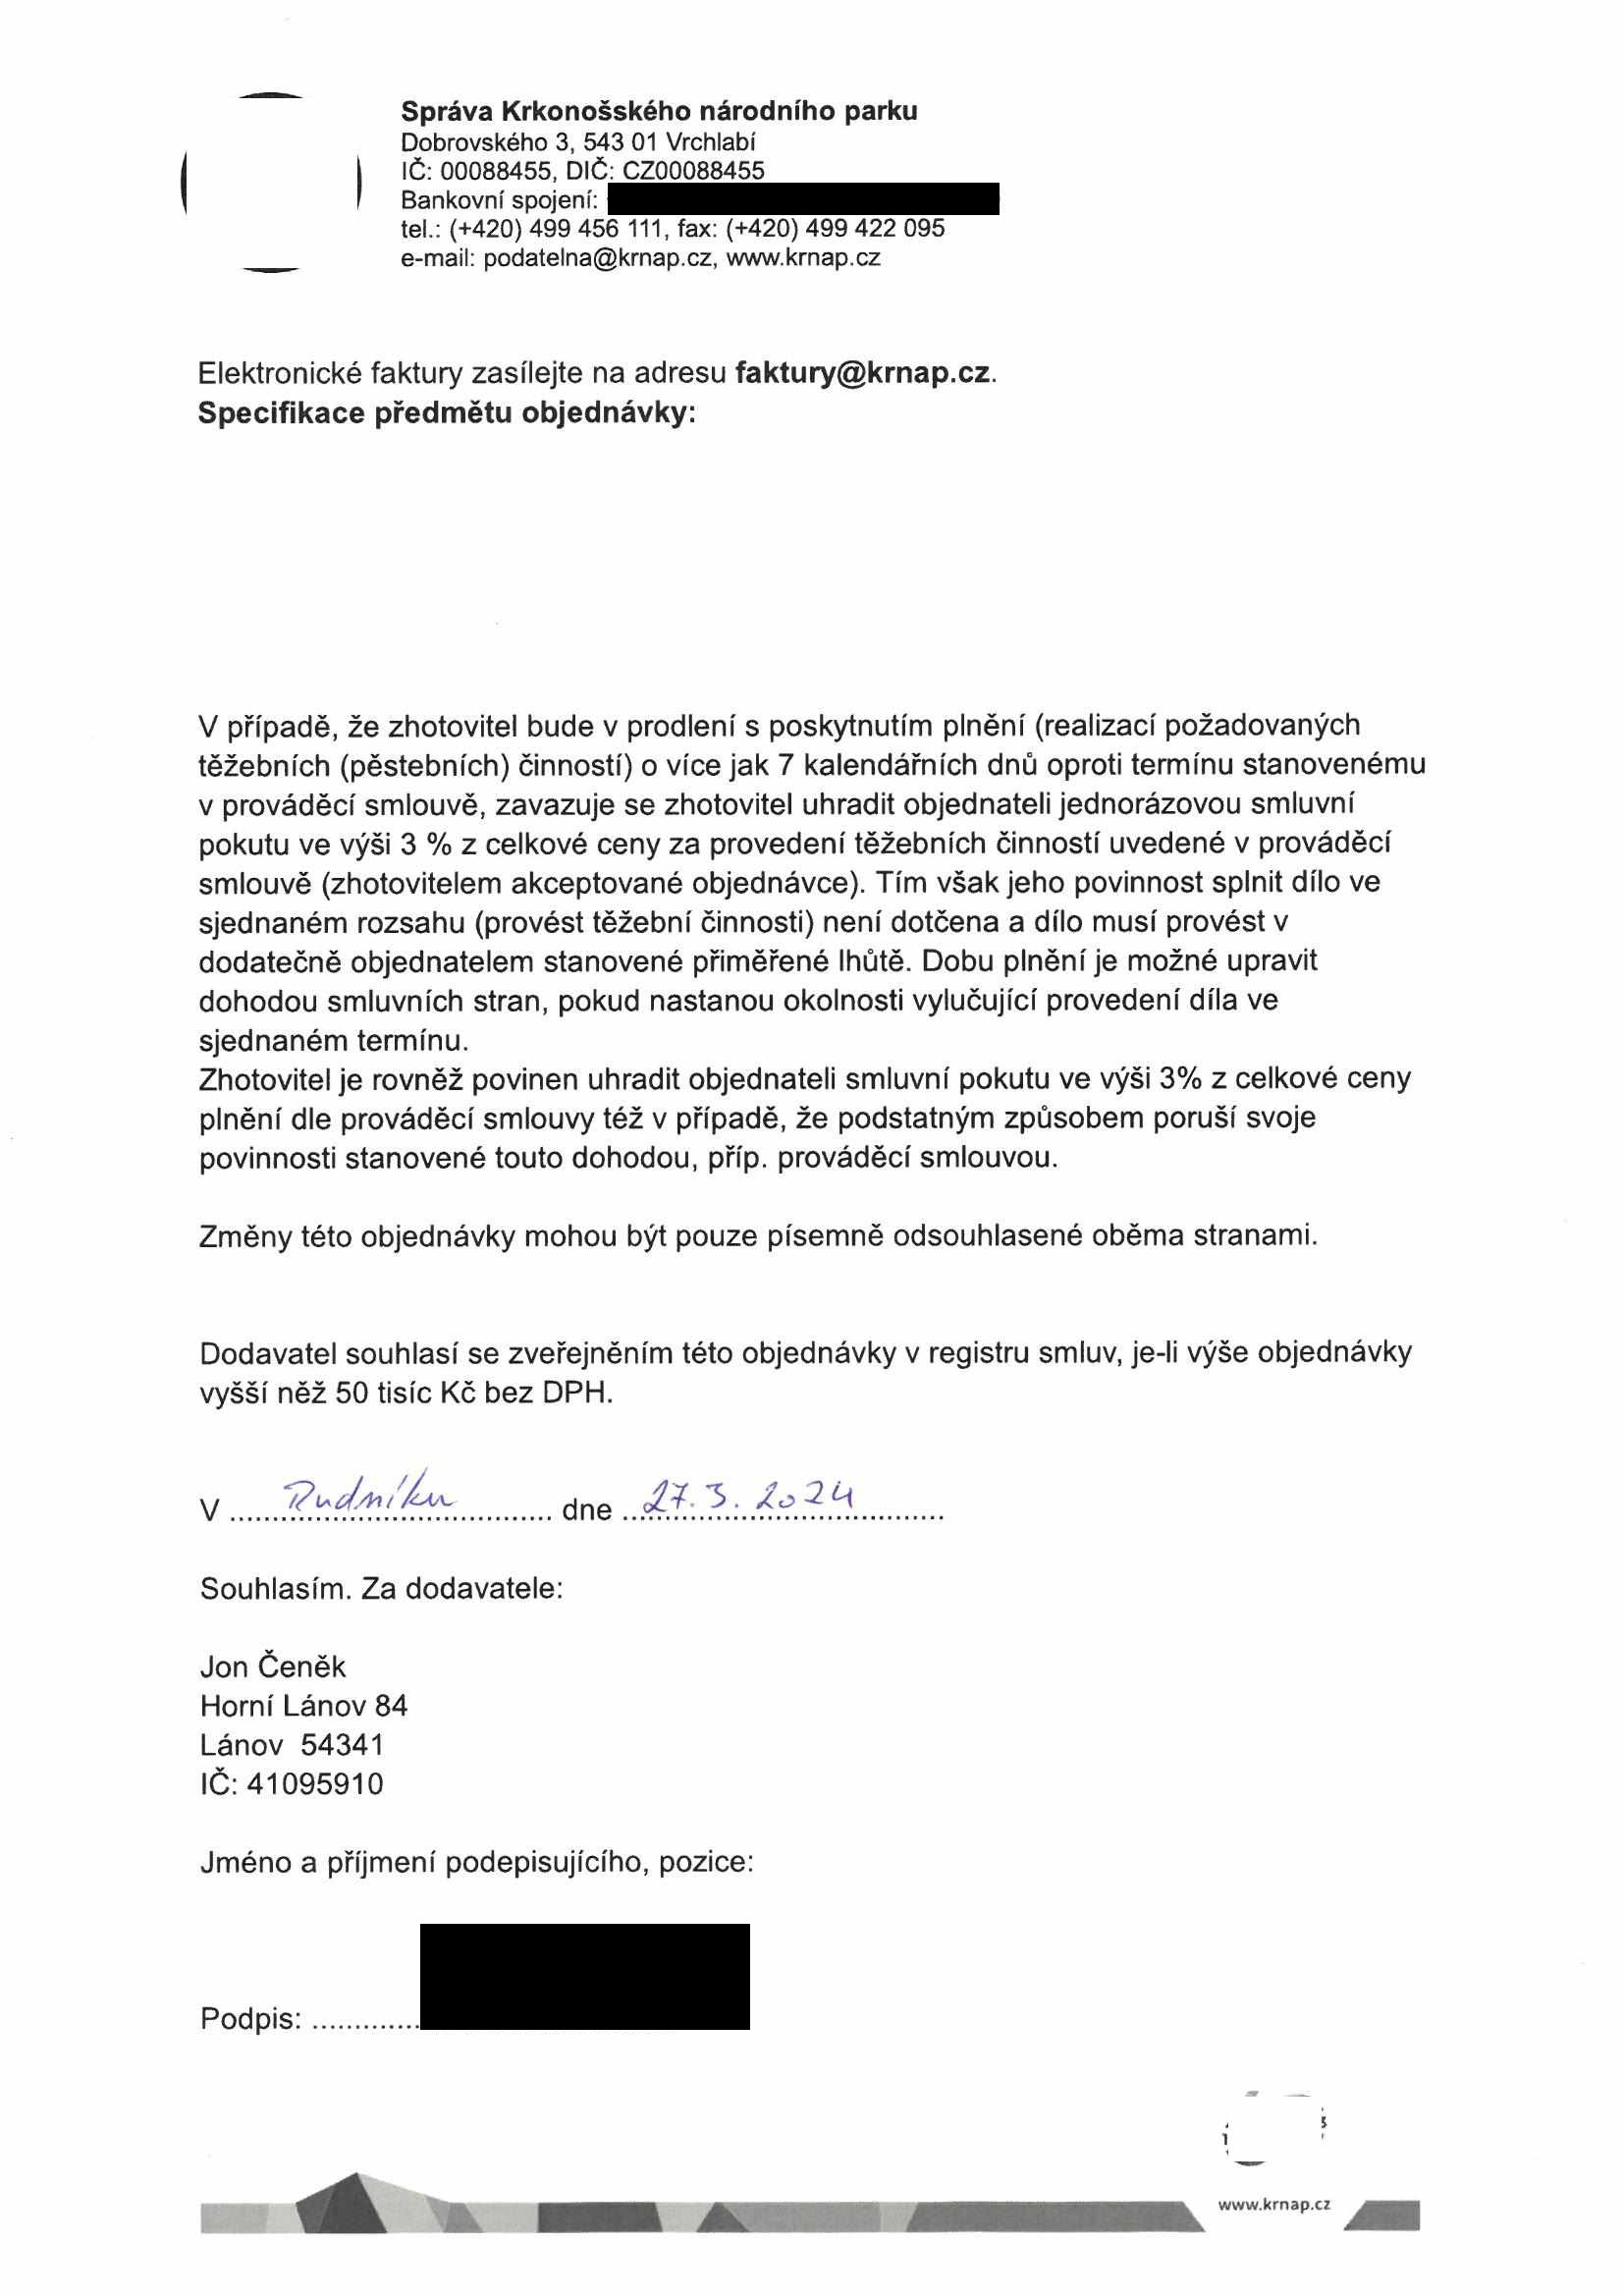 Správa Krkonošského národního parku
Dobrovského 3, 543 01 Vrchlabí
IČ: 00088455, DIČ: CZ00088455
Bankovní spojení:
tel.: (+420) 499 456 111, fax: (+420) 499 422 095
e-mail: podatelna@krnap.cz, www.krnap.cz
Elektronické faktury zasílejte na adresu faktury@krnap.cz.
Specifikace předmětu objednávky:
V případě, že zhotovitel bude v prodlení s poskytnutím plnění (realizací požadovaných
těžebních (pěstebních) činností) o více jak 7 kalendářních dnů oproti termínu stanovenému
v prováděcí smlouvě, zavazuje se zhotovitel uhradit objednateli jednorázovou smluvní
pokutu ve výši 3 % z celkové ceny za provedení těžebních činností uvedené v prováděcí
smlouvě (zhotovitelem akceptované objednávce). Tím však jeho povinnost splnit dílo ve
sjednaném rozsahu (provést těžební činnosti) není dotčena a dílo musí provést v
dodatečně objednatelem stanovené přiměřené lhůtě. Dobu plnění je možné upravit
dohodou smluvních stran, pokud nastanou okolnosti vylučující provedení díla ve
sjednaném termínu.
Zhotovitel je rovněž povinen uhradit objednateli smluvní pokutu ve výši 3% z celkové ceny
plnění dle prováděcí smlouvy též v případě, že podstatným způsobem poruší svoje
povinnosti stanovené touto dohodou, příp. prováděcí smlouvou.
Změny této objednávky mohou být pouze písemně odsouhlasené oběma stranami.
Dodavatel souhlasí se zveřejněním této objednávky v registru smluv, je-li výše objednávky
vyšší něž 50 tisíc Kč bez DPH.
V Rudníku dne 27.3.2024
Souhlasím. Za dodavatele:
Jon Čeněk
Horní Lánov 84
Lánov 54341
IČ: 41095910
Jméno a příjmení podepisujícího, pozice:
Podpis: .............
www.krnap.cz